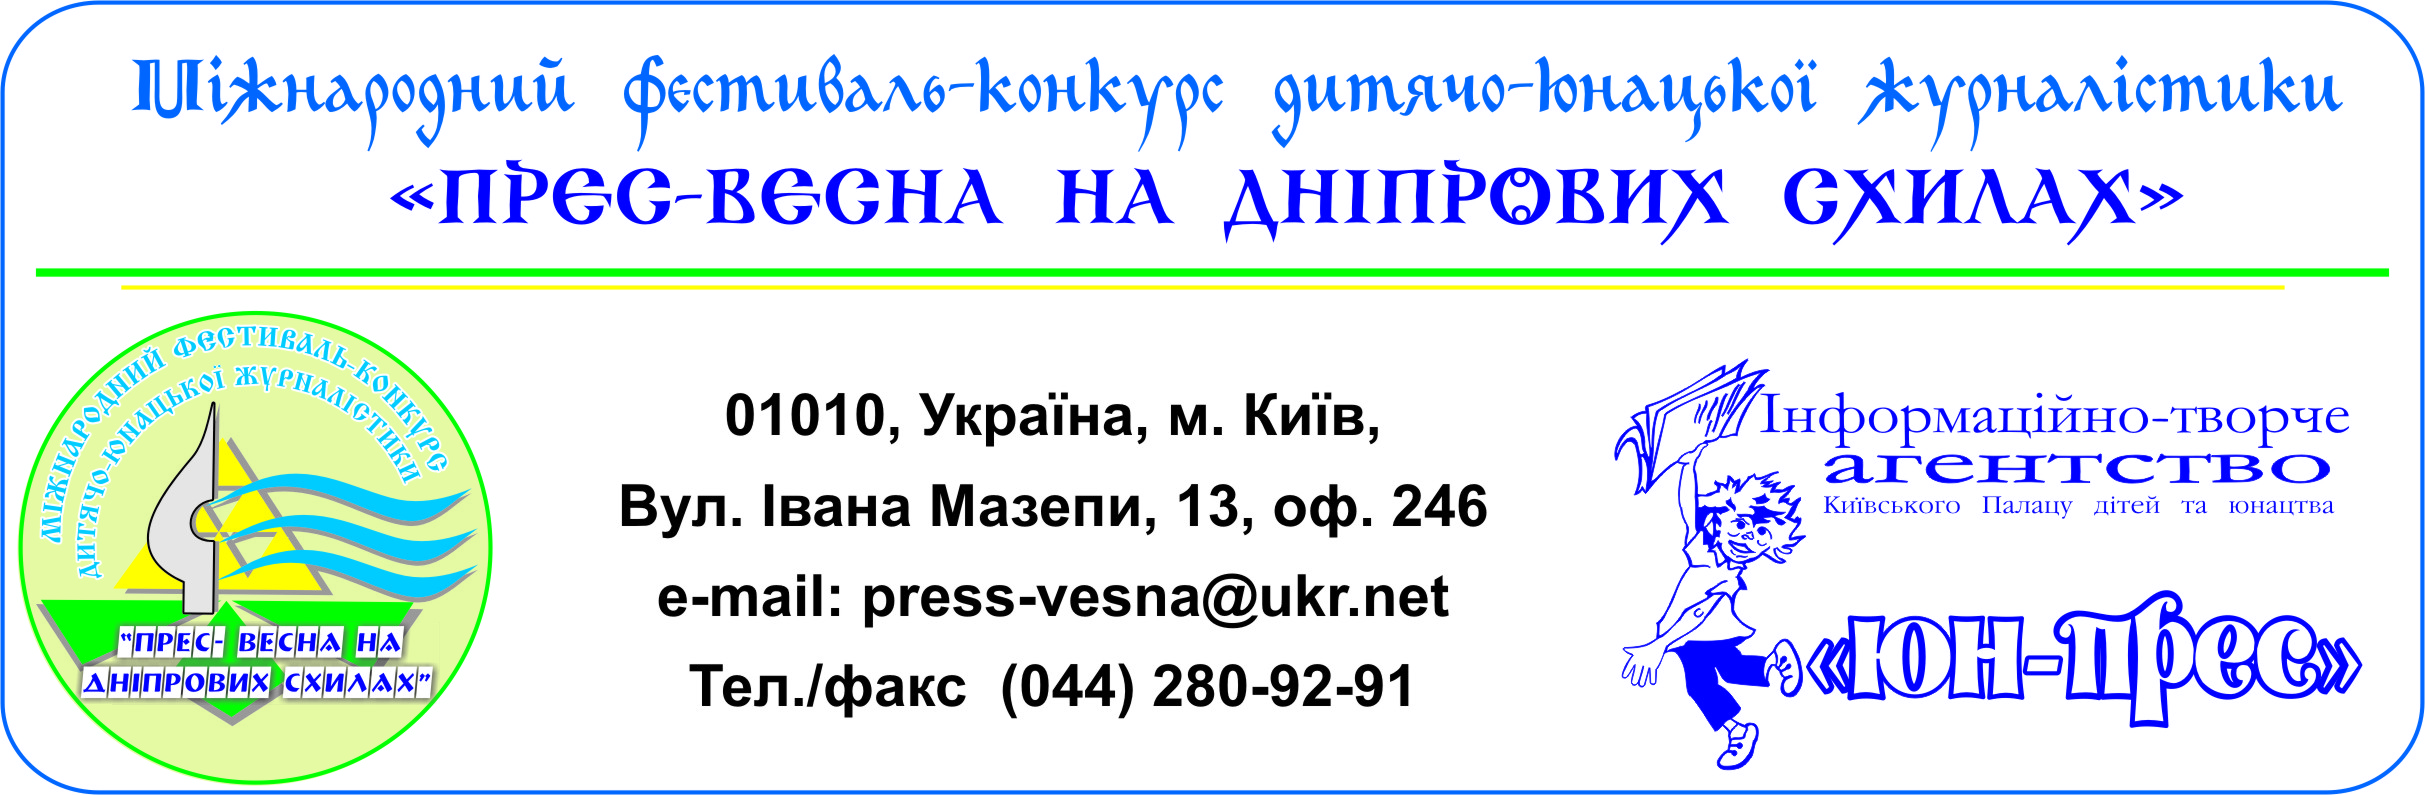 Міжнародний фестиваль-конкурс дитячо-юнацької журналістики
«ПРЕС-ВЕСНА НА ДНІПРОВИХ СХИЛАХ»
МІЖНАРОДНИЙ ФЕСТИВАЛЬ-КОНКУРС
ДИТЯЧО-ЮНАЦЬКОЇ ЖУРНАЛІСТИКИ
"ПРЕС- ВЕСНА НА
ДНІПРОВИХ СХИЛАХ"
01010, Україна, м. Київ,
Вул. Івана Мазепи, 13, оф. 246
e-mail: press-vesna@ukr.net
Тел./факс (044) 280-92-91
Інформаційно-творче
агентство
Київського Палацу дітей та юнацтва
«ЮН-прес»